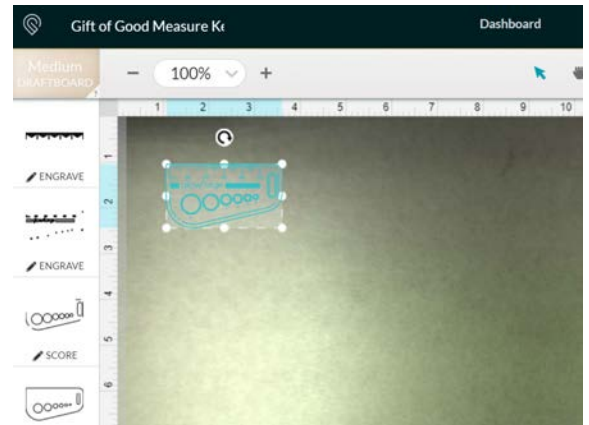 Gift of Good Measure Ke
Dashboard
Medium
DRAFTBOARD
100%
1 2 3 4 5 6 7 8 9 10
ENGRAVE
ENGRAVE
SCORE
1
2
3
4
5
6